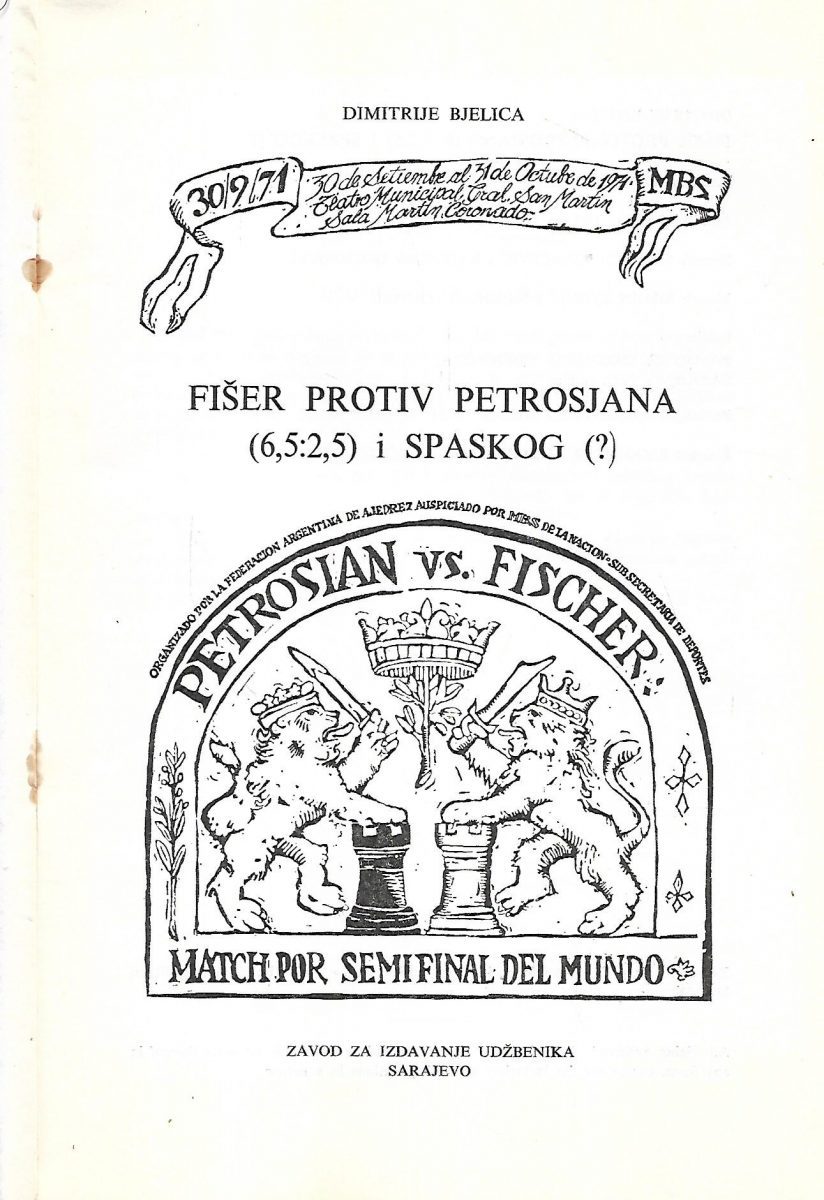 DIMITRIJE BJELICA
30/9/71
30 de Setiembre al 31 de Octubre de 1971.
Teatro Municipal Gral. San Martin
Sala Martin Coronado.
MBS
FIŠER PROTIV PETROSJANA
(6,5:2,5) i SPASKOG (?)
ORGANIZADO POR LA FEDERACION ARGENTINA DE AJEDREZ AUSPICIADO POR MBS DE LA NACION-SUBSECRETARIA DE DEPORTES
PETROSIAN VS. FISCHER.
MATCH POR SEMIFINAL DEL MUNDO
ZAVOD ZA IZDAVANJE UDŽBENIKA
SARAJEVO